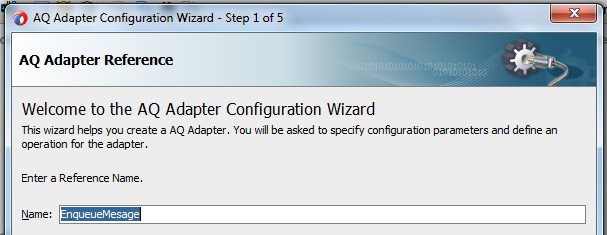 AQ Adapter Configuration Wizard - Step 1 of 5
AQ Adapter Reference
01010101010101010101010101
01010101010
Welcome to the AQ Adapter Configuration Wizard
This wizard helps you create a AQ Adapter. You will be asked to specify configuration parameters and define an
operation for the adapter.
Enter a Reference Name.
Name: EnqueueMesage